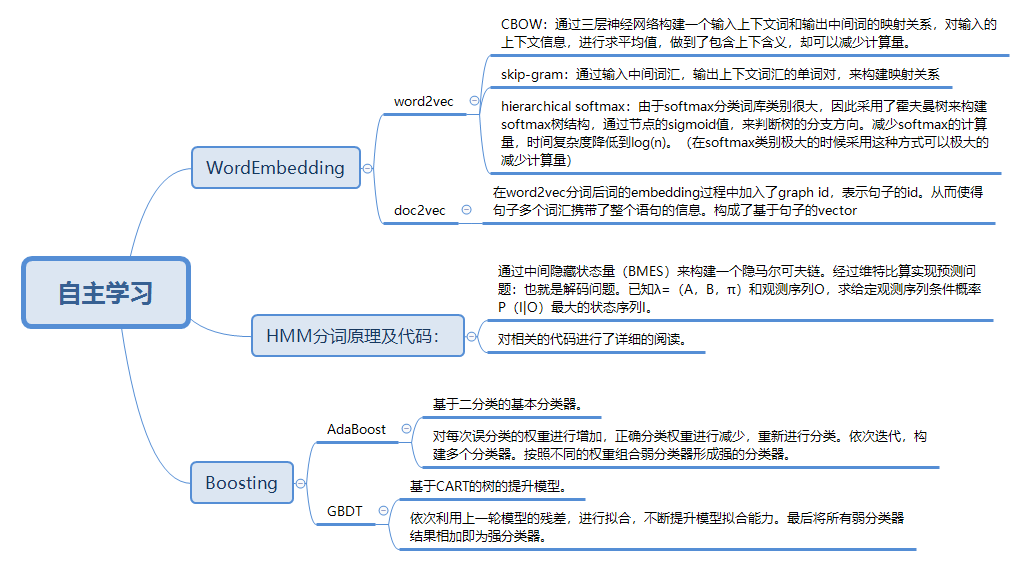 自主学习
WordEmbedding
word2vec
CBOW：通过三层神经网络构建一个输入上下文词和输出中间词的映射关系，对输入的
上下文信息，进行求平均值，做到了包含上下含义，却可以减少计算量。
skip-gram：通过输入中间词汇，输出上下文词汇的单词对，来构建映射关系
hierarchical softmax：由于softmax分类词库类别很大，因此采用了霍夫曼树来构建
softmax树结构，通过节点的sigmoid值，来判断树的分支方向。减少softmax的计算
量，时间复杂度降低到log(n)。（在softmax类别极大的时候采用这种方式可以极大的
减少计算量）
doc2vec
在word2vec分词后词的embedding过程中加入了graph id，表示句子的id。从而使得
句子多个词汇携带了整个语句的信息。构成了基于句子的vector
HMM分词原理及代码：
通过中间隐藏状态量（BMES）来构建一个隐马尔可夫链。经过维特比算实现预测问
题：也就是解码问题。已知λ=（A，B，π）和观测序列O，求给定观测序列条件概率
P（I|O）最大的状态序列I。
对相关的代码进行了详细的阅读。
Boosting
AdaBoost
基于二分类的基本分类器。
对每次误分类的权重进行增加，正确分类权重进行减少，重新进行分类。依次迭代，构
建多个分类器。按照不同的权重组合弱分类器形成强的分类器。
GBDT
基于CART的树的提升模型。
依次利用上一轮模型的残差，进行拟合，不断提升模型拟合能力。最后将所有弱分类器
结果相加即为强分类器。